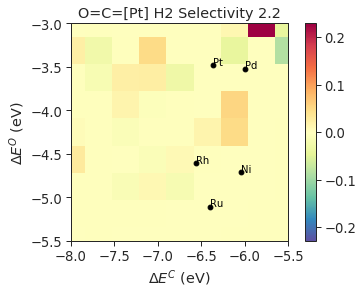 O=C=[Pt] H2 Selectivity 2.2
−3.0
−3.5
−4.0
−4.5
−5.0
−5.5
ΔE^O (eV)
Pt
Pd
Rh
Ni
Ru
−8.0 −7.5 −7.0 −6.5 −6.0 −5.5
ΔE^C (eV)
0.2
0.1
0.0
−0.1
−0.2